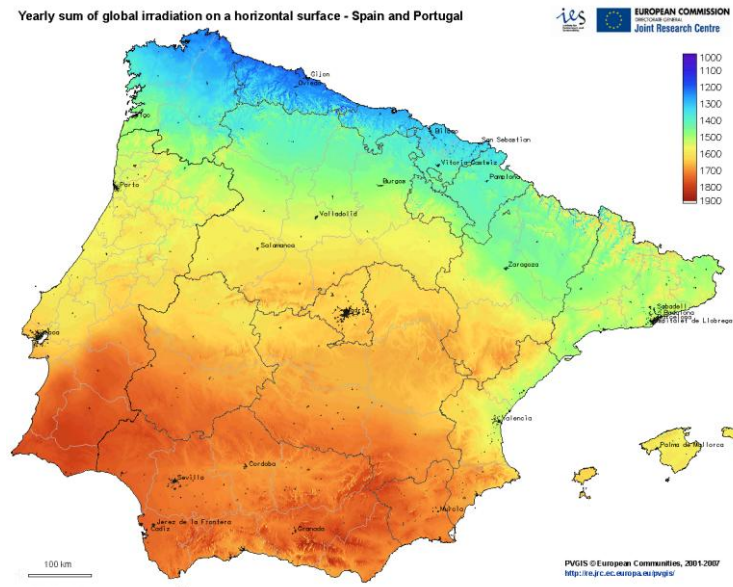 Yearly sum of global irradiation on a horizontal surface - Spain and Portugal
ies
EUROPEAN COMMISSION
DIRECTORATE-GENERAL
Joint Research Centre
1000
1100
1200
1300
1400
1500
1600
1700
1800
1900
Gijon
Oviedo
Bilbao
San Sebastian
Vigo
Vitoria-Gasteiz
Pamplona
Burgos
Porto
Valladolid
Salamanca
Zaragoza
Sabadell
Badalona
Valencia
Palma de Mallorca
Cordoba
Sevilla
Murcia
Jerez de la Frontera
Cadiz
Granada
100 km
PVGIS © European Communities, 2001-2007
http://re.jrc.ec.europa.eu/pvgis/